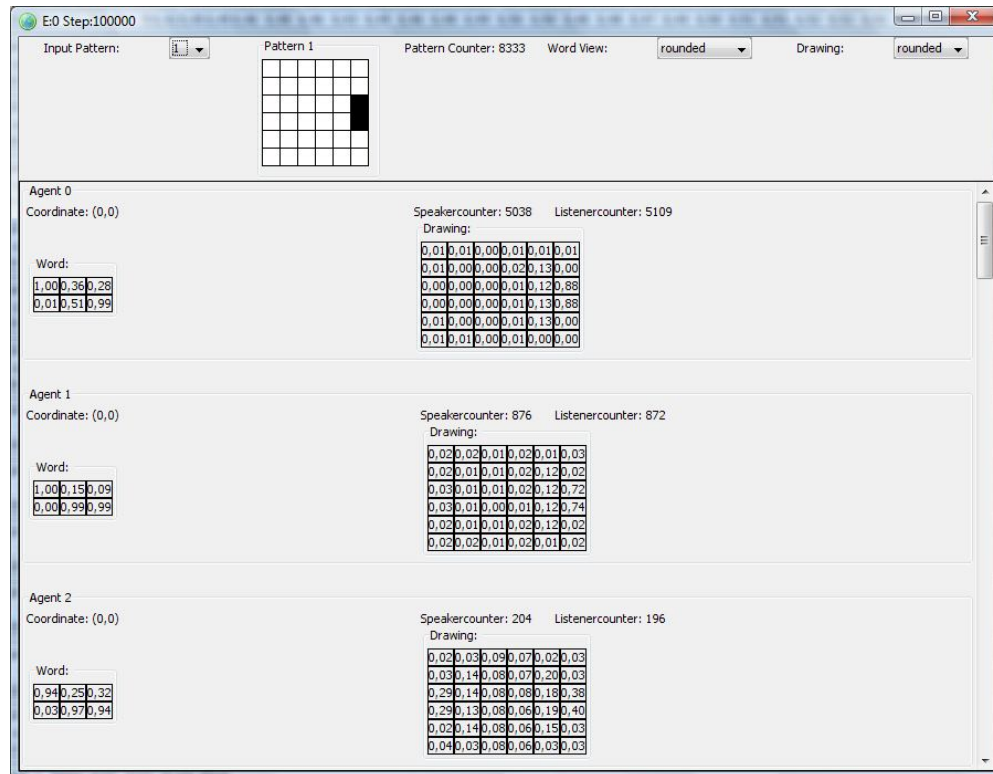 E:0 Step:100000
Input Pattern: 1 Pattern 1 Pattern Counter: 8333 Word View: rounded Drawing: rounded
Agent 0
Coordinate: (0,0) Speakercounter: 5038 Listenercounter: 5109
Drawing:
0,01 0,01 0,00 0,01 0,01 0,01
Word: 0,01 0,00 0,00 0,02 0,13 0,00
1,00 0,36 0,28 0,00 0,00 0,00 0,01 0,12 0,88
0,01 0,51 0,99 0,00 0,00 0,00 0,01 0,13 0,88
0,01 0,00 0,00 0,01 0,13 0,00
0,01 0,01 0,00 0,01 0,00 0,00
Agent 1
Coordinate: (0,0) Speakercounter: 876 Listenercounter: 872
Drawing:
0,02 0,02 0,01 0,02 0,01 0,03
Word: 0,02 0,01 0,01 0,02 0,12 0,02
1,00 0,15 0,09 0,03 0,01 0,01 0,02 0,12 0,72
0,00 0,99 0,99 0,03 0,01 0,00 0,01 0,12 0,74
0,02 0,01 0,01 0,02 0,12 0,02
0,02 0,02 0,01 0,02 0,01 0,02
Agent 2
Coordinate: (0,0) Speakercounter: 204 Listenercounter: 196
Drawing:
0,02 0,03 0,09 0,07 0,02 0,03
Word: 0,03 0,14 0,08 0,07 0,20 0,03
0,94 0,25 0,32 0,29 0,14 0,08 0,08 0,18 0,38
0,03 0,97 0,94 0,29 0,13 0,08 0,06 0,19 0,40
0,02 0,14 0,08 0,06 0,15 0,03
0,04 0,03 0,08 0,06 0,03 0,03